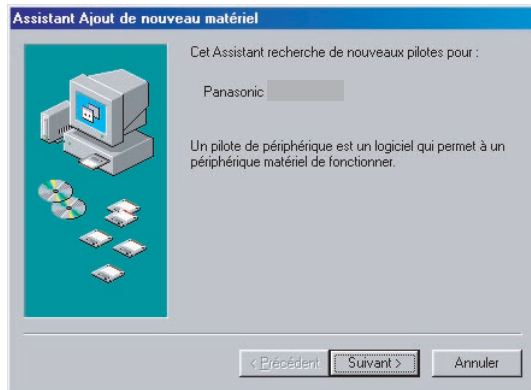 Assistant Ajout de nouveau matériel
Cet Assistant recherche de nouveaux pilotes pour :
Panasonic
Un pilote de périphérique est un logiciel qui permet à un
périphérique matériel de fonctionner.
< Précédent
Suivant >
Annuler